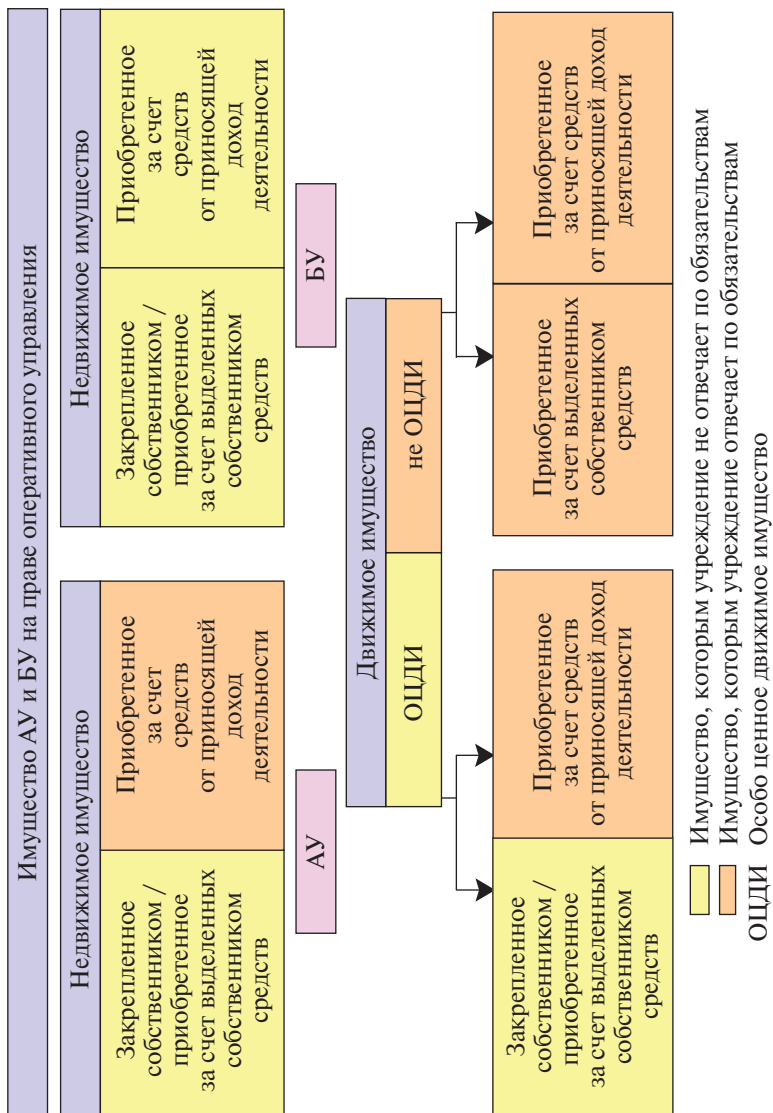 Имущество АУ и БУ на праве оперативного управления
Недвижимое имущество
Закрепленное
собственником /
приобретенное
за счет выделенных
собственником
средств
Приобретенное
за счет
средств
от приносящей
доход
деятельности
АУ
Недвижимое имущество
Закрепленное
собственником /
приобретенное
за счет выделенных
собственником
средств
Приобретенное
за счет
средств
от приносящей
доход
деятельности
БУ
Движимое имущество
ОЦДИ
не ОЦДИ
Закрепленное
собственником /
приобретенное
за счет выделенных
собственником
средств
Приобретенное
за счет средств
от приносящей доход
деятельности
Приобретенное
за счет выделенных
собственником
средств
Приобретенное
за счет средств
от приносящей доход
деятельности
Имущество, которым учреждение не отвечает по обязательствам
Имущество, которым учреждение отвечает по обязательствам
ОЦДИ Особо ценное движимое имущество